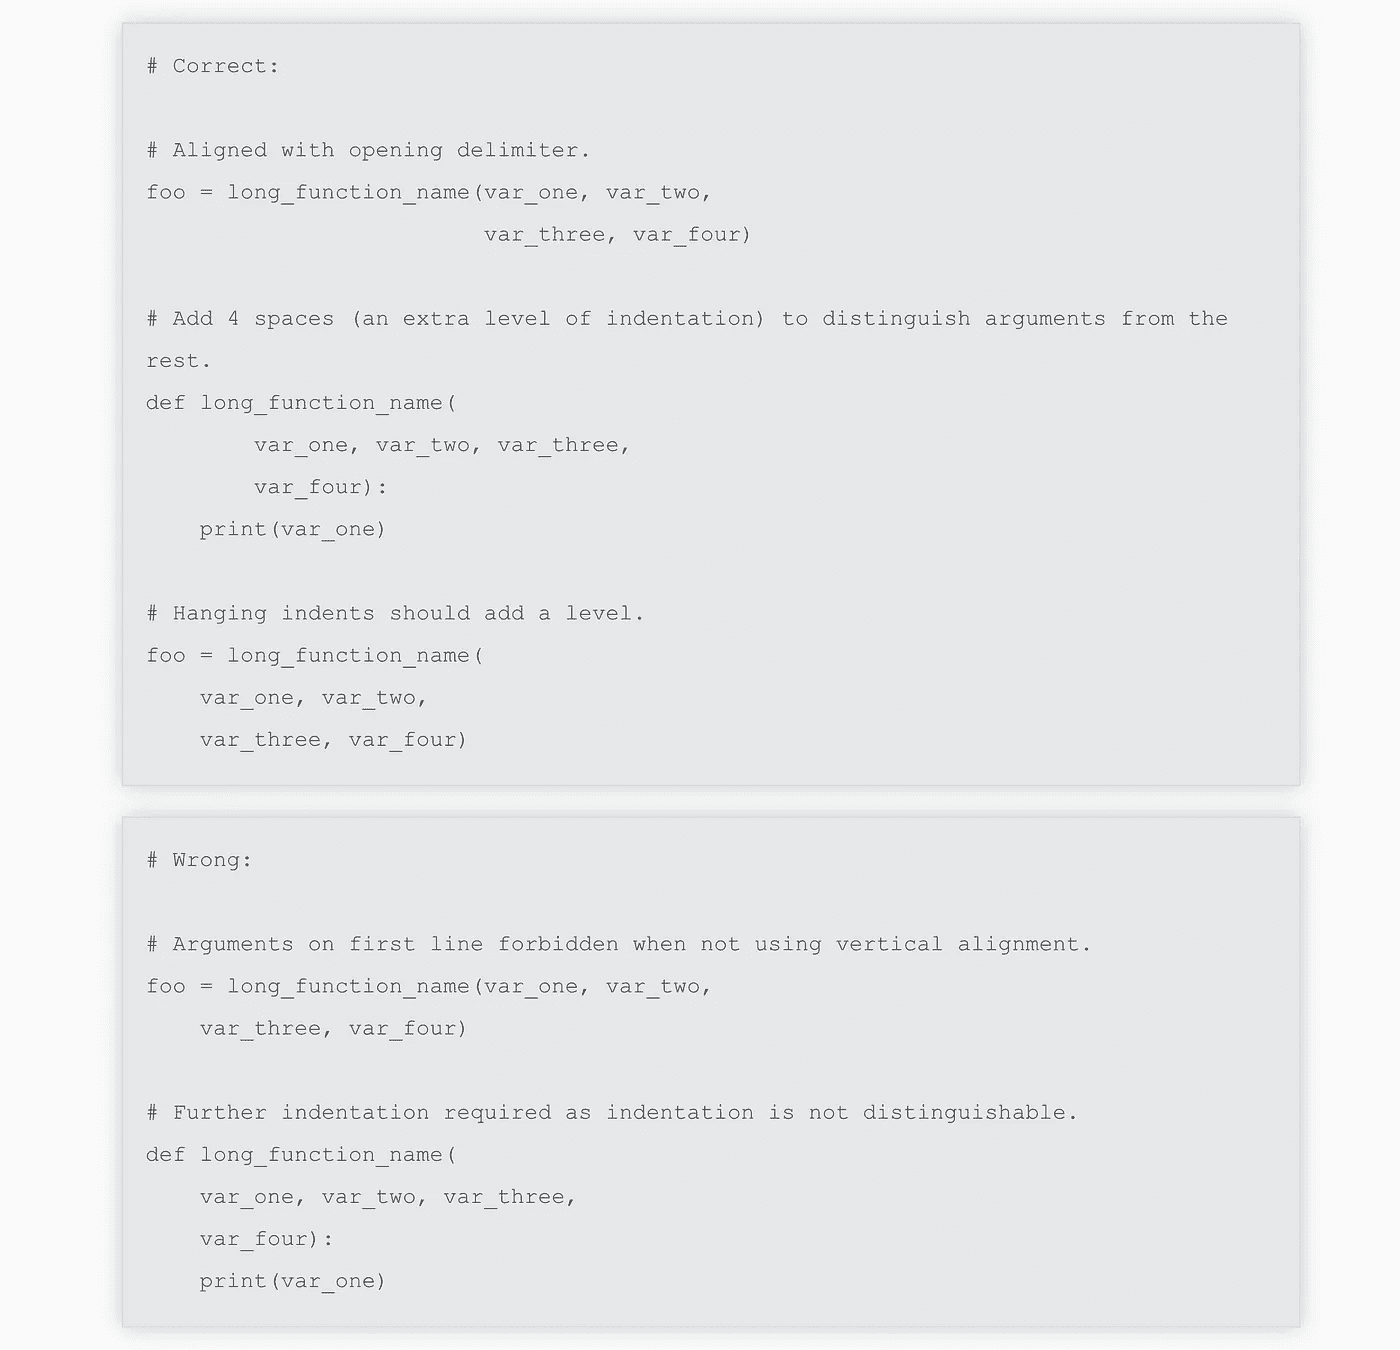 # Correct:

# Aligned with opening delimiter.
foo = long_function_name(var_one, var_two,
                         var_three, var_four)

# Add 4 spaces (an extra level of indentation) to distinguish arguments from the
rest.
def long_function_name(
        var_one, var_two, var_three,
        var_four):
    print(var_one)

# Hanging indents should add a level.
foo = long_function_name(
    var_one, var_two,
    var_three, var_four)

# Wrong:

# Arguments on first line forbidden when not using vertical alignment.
foo = long_function_name(var_one, var_two,
    var_three, var_four)

# Further indentation required as indentation is not distinguishable.
def long_function_name(
    var_one, var_two, var_three,
    var_four):
    print(var_one)